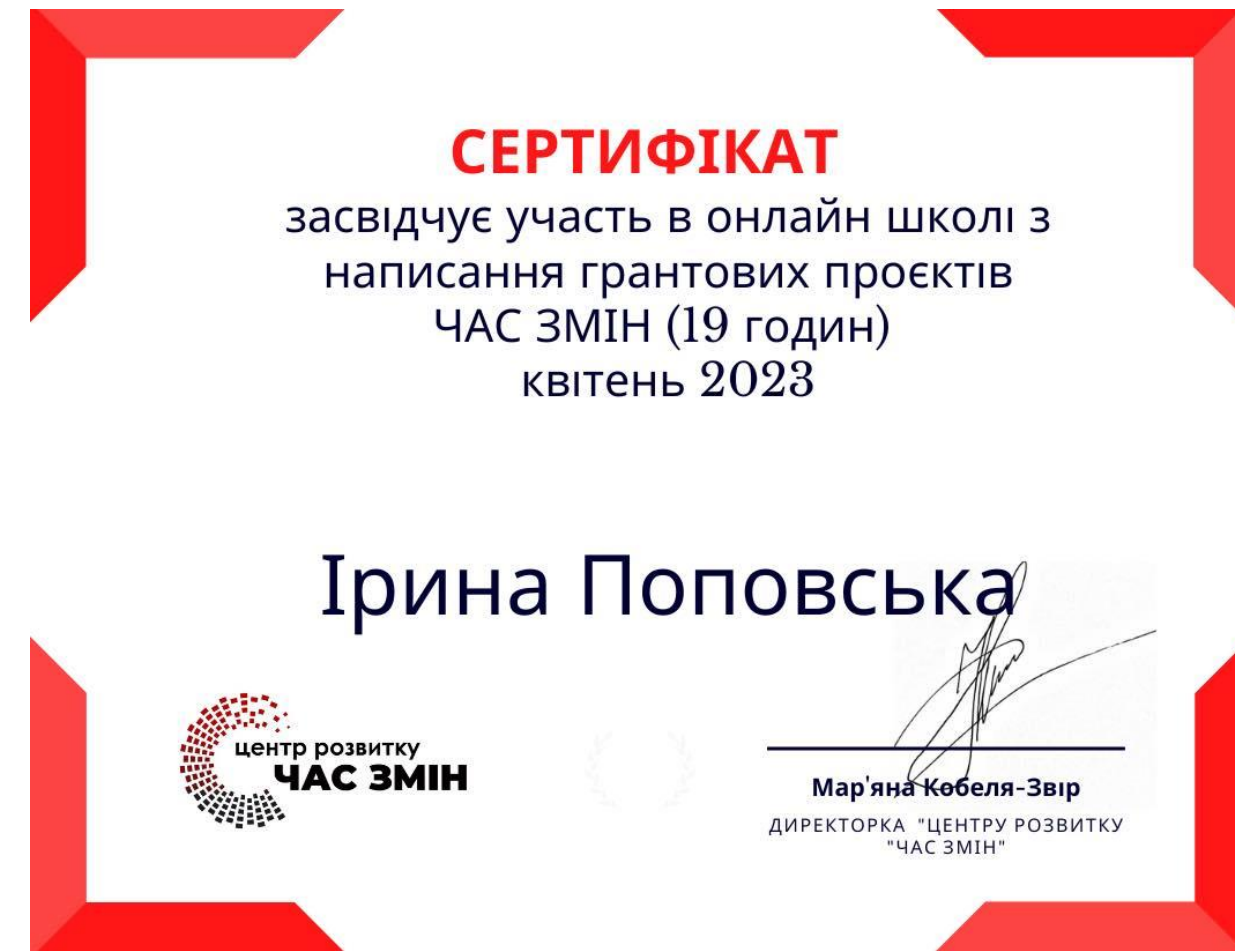 СЕРТИФІКАТ
засвідчує участь в онлайн школі з
написання грантових проєктів
ЧАС ЗМІН (19 годин)
квітень 2023
Ірина Поповська
центр розвитку
ЧАС ЗМІН
Мар'яна Кобеля-Звір
ДИРЕКТОРКА "ЦЕНТРУ РОЗВИТКУ
"ЧАС ЗМІН"